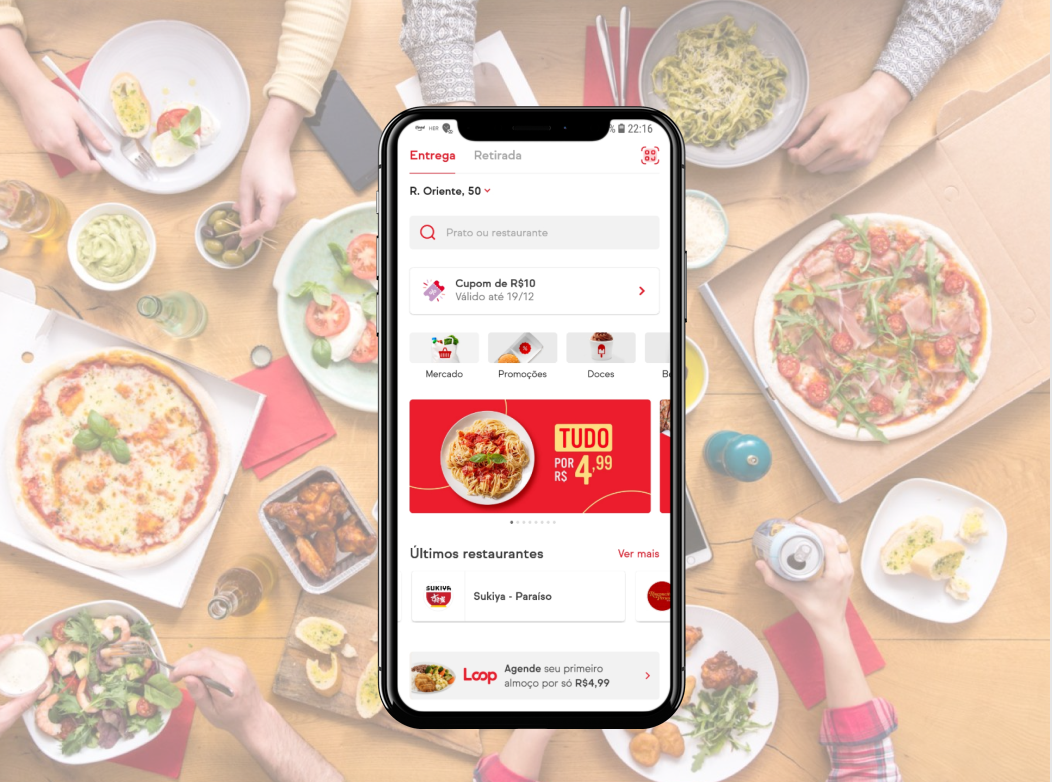 22:16
Entrega Retirada
R. Oriente, 50
Prato ou restaurante
Cupom de R$10
Válido até 19/12
Mercado Promoções Doces
TUDO
POR
R$ 4,99
Últimos restaurantes Ver mais
SUKIYA
Sukiya - Paraíso
Loop
Agende seu primeiro
almoço por só R$4,99